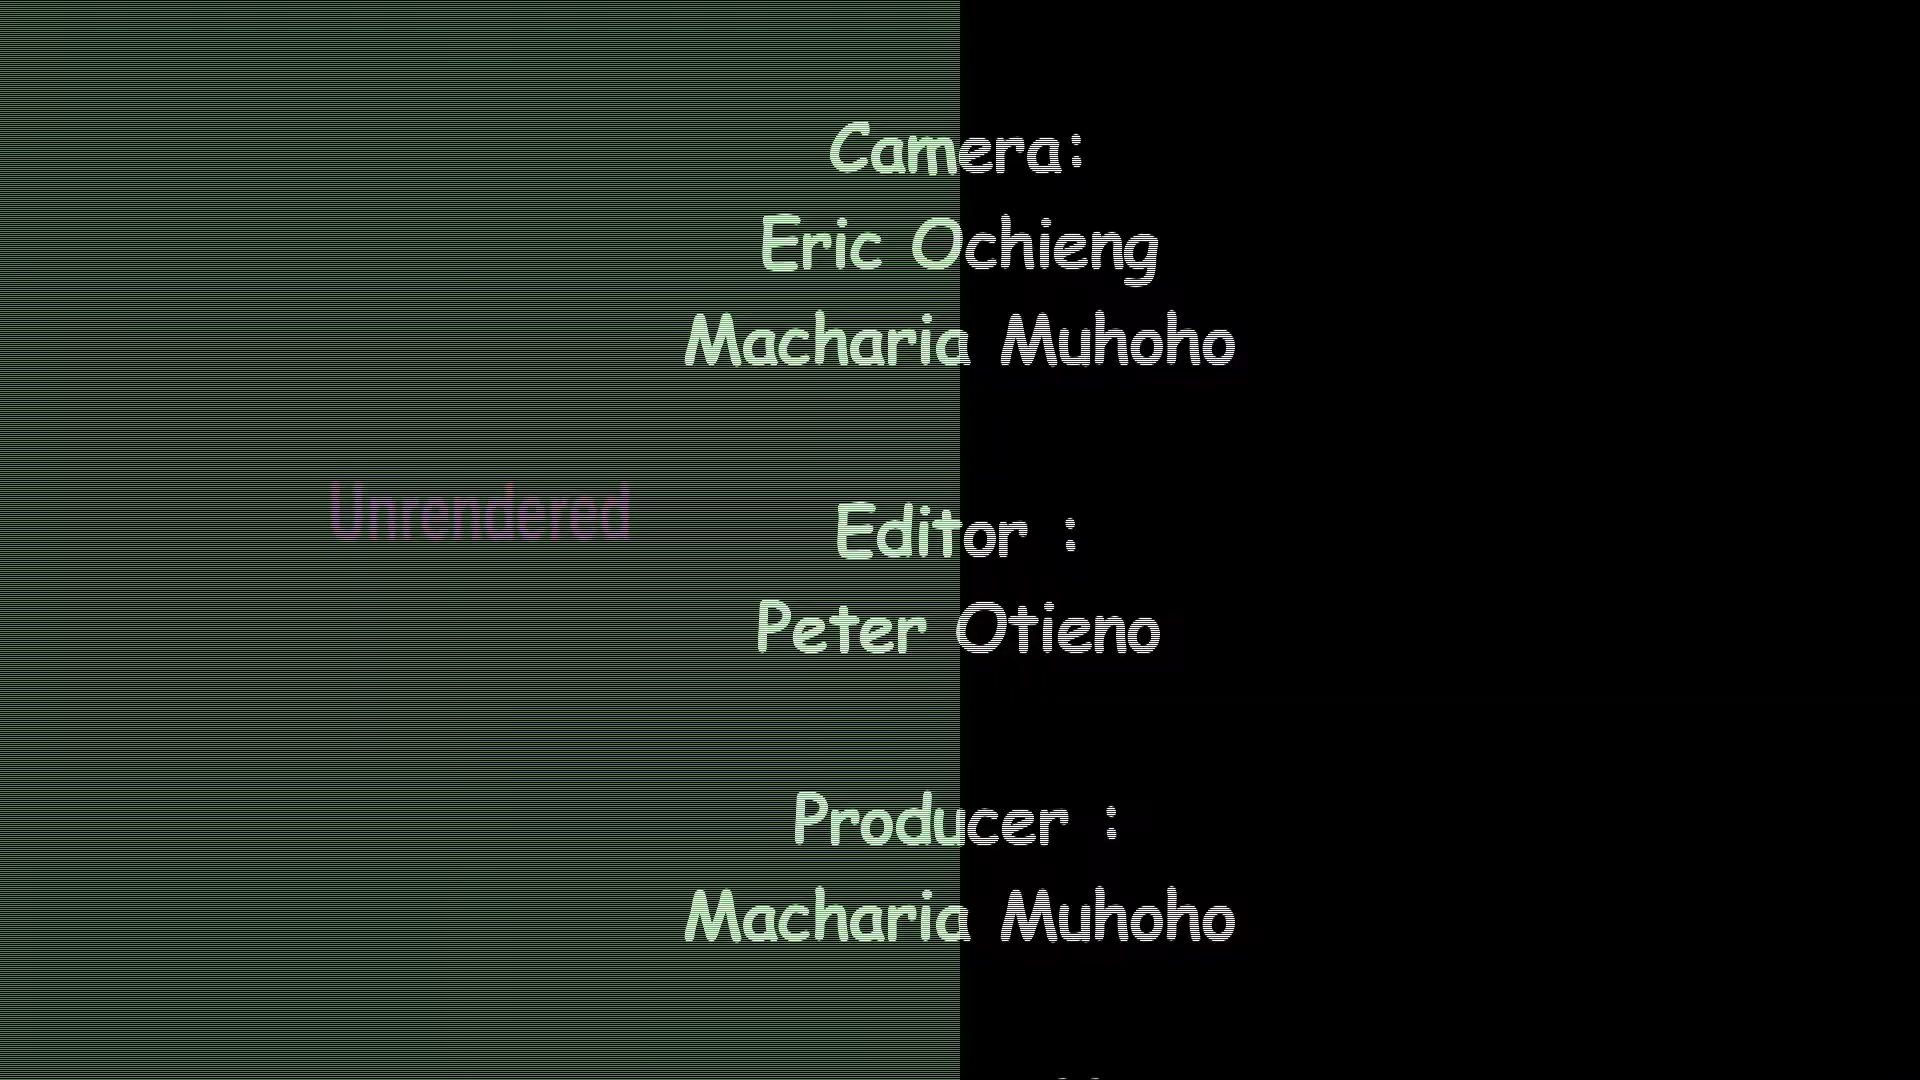 Camera:
Eric Ochieng
Macharia Muhoho
Unrendered
Editor :
Peter Otieno
Producer :
Macharia Muhoho